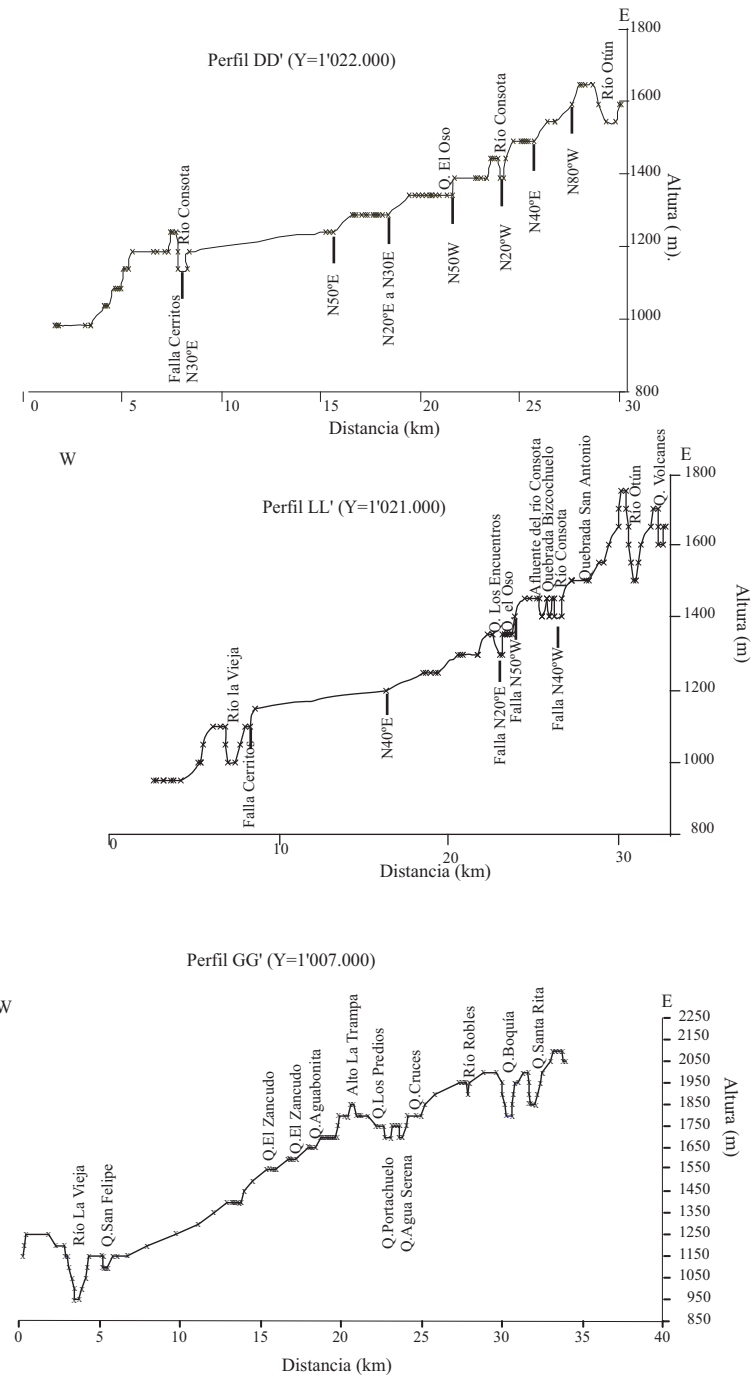 E
1800
Perfil DD' (Y=1'022.000)
Río Otún
1600
Río Consota
Q. El Oso
1400
Altura ( m).
N80ºW
Río Consota
N40ºE
N20ºW
1200
N50W
N20ºE a N30E
N50ºE
Falla Cerritos
N30ºE
1000
800
0
5
10
15
20
25
30
Distancia (km)
W
E
Perfil LL' (Y=1'021.000)
1800
Q. Volcanes
Río Otún
Quebrada San Antonio
Afluente del río Consota
Quebrada Bizcochuelo
Río Consota
1600
Q. Los Encuentros
Q. el Oso
1400
Altura (m)
Falla N40ºW
Falla N50ºW
Falla N20ºE
N40ºE
Río la Vieja
Falla Cerritos
1200
1000
800
0
10
20
30
Distancia (km)
Perfil GG' (Y=1'007.000)
W
E
2250
2150
2050
1950
1850
1750
1650
1550
1450
1350
1250
1150
1050
950
850
Altura (m)
Río La Vieja
Q.San Felipe
Q.El Zancudo
Q.El Zancudo
Q.Aguabonita
Alto La Trampa
Q.Los Predios
Q.Portachuelo
Q.Agua Serena
Q.Cruces
Río Robles
Q.Boquia
Q.Santa Rita
0
5
10
15
20
25
30
35
40
Distancia (km)